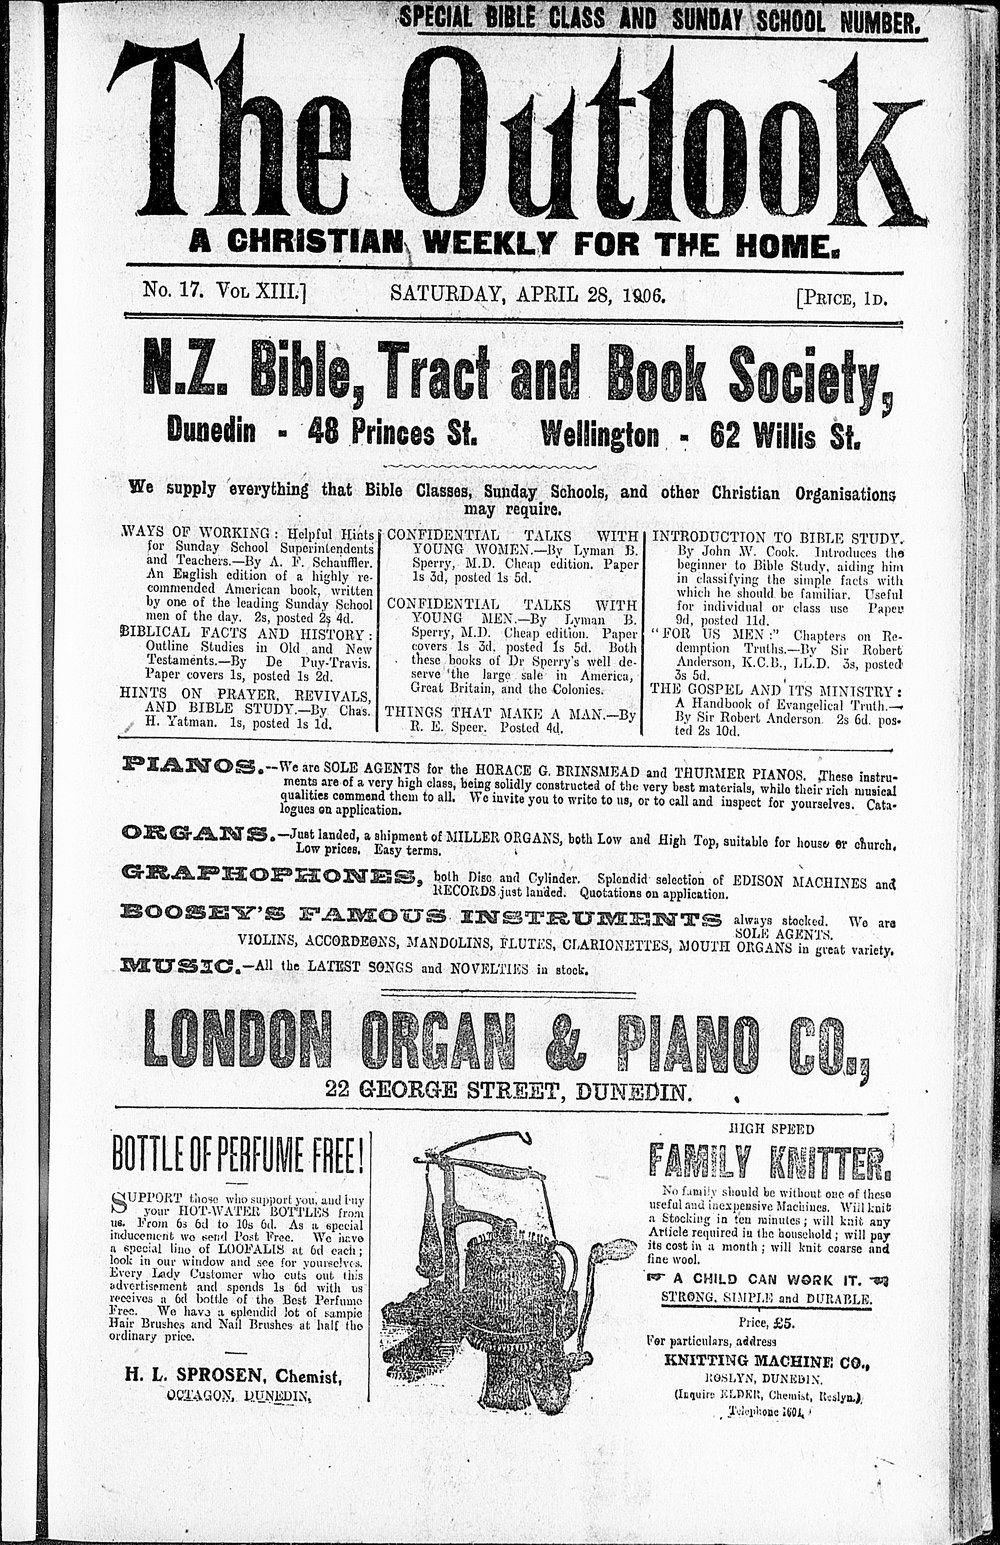 SPECIAL BIBLE CLASS AND SUNDAY SCHOOL NUMBER.
The Outlook
A CHRISTIAN WEEKLY FOR THE HOME.
No. 17. VOL XIII.] SATURDAY, APRIL 28, 1906. [PRICE, 1D.
N.Z. Bible, Tract and Book Society,
Dunedin - 48 Princes St. Wellington - 62 Willis St.
We supply everything that Bible Classes, Sunday Schools, and other Christian Organisations
may require.
WAYS OF WORKING: Helpful Hints
for Sunday School Superintendents
and Teachers.—By A. F. Schauffler.
An English edition of a highly re-
commended American book, written
by one of the leading Sunday School
men of the day. 2s, posted 2s 4d.
BIBLICAL FACTS AND HISTORY:
Outline Studies in Old and New
Testaments.—By De Puy-Travis.
Paper covers 1s, posted 1s 2d.
HINTS ON PRAYER, REVIVALS,
AND BIBLE STUDY.—By Chas.
H. Yatman. 1s, posted 1s 1d.
CONFIDENTIAL TALKS WITH
YOUNG WOMEN.—By Lyman B.
Sperry, M.D. Cheap edition. Paper
1s 3d, posted 1s 5d.
CONFIDENTIAL TALKS WITH
YOUNG MEN.—By Lyman B.
Sperry, M.D. Cheap edition. Paper
covers 1s 3d, posted 1s 5d. Both
these books of Dr Sperry's well de-
serve the large sale in America,
Great Britain, and the Colonies.
THINGS THAT MAKE A MAN.—By
R. E. Speer. Posted 4d.
INTRODUCTION TO BIBLE STUDY.
By John W. Cook. Introduces the
beginner to Bible Study, aiding him
in classifying the simple facts with
which he should be familiar. Useful
for individual or class use Paper
9d, posted 11d.
"FOR US MEN:" Chapters on Re-
demption Truths.—By Sir Robert
Anderson, K.C.B., LL.D. 3s, posted
3s 5d.
THE GOSPEL AND ITS MINISTRY:
A Handbook of Evangelical Truth.—
By Sir Robert Anderson. 2s 6d. pos-
ted 2s 10d.
PIANOS.—We are SOLE AGENTS for the HORACE G. BRINSMEAD and THURMER PIANOS. These instru-
ments are of a very high class, being solidly constructed of the very best materials, while their rich musical
qualities commend them to all. We invite you to write to us, or to call and inspect for yourselves. Cata-
logues on application.
ORGANS.—Just landed, a shipment of MILLER ORGANS, both Low and High Top, suitable for house or church.
Low prices. Easy terms.
GRAPHOPHONES, both Disc and Cylinder. Splendid selection of EDISON MACHINES and
RECORDS just landed. Quotations on application.
BOOSEY'S FAMOUS INSTRUMENTS always stocked. We are
SOLE AGENTS.
VIOLINS, ACCORDEONS, MANDOLINS, FLUTES, CLARIONETTES, MOUTH ORGANS in great variety.
MUSIC.—All the LATEST SONGS and NOVELTIES in stock.
LONDON ORGAN & PIANO CO.,
22 GEORGE STREET, DUNEDIN.
BOTTLE OF PERFUME FREE!
SUPPORT those who support you, and buy
your HOT-WATER BOTTLES from
us. From 6s 6d to 10s 6d. As a special
inducement we send Post Free. We have
a special line of LOOFAHS at 6d each;
look in our window and see for yourselves.
Every Lady Customer who cuts out this
advertisement and spends 1s 6d with us
receives a 6d bottle of the Best Perfume
Free. We have a splendid lot of sample
Hair Brushes and Nail Brushes at half the
ordinary price.
H. L. SPROSEN, Chemist,
OCTAGON, DUNEDIN.
HIGH SPEED
FAMILY KNITTER.
No family should be without one of these
useful and inexpensive Machines. Will knit
a Stocking in ten minutes; will knit any
Article required in the household; will pay
its cost in a month; will knit coarse and
fine wool.
A CHILD CAN WORK IT.
STRONG, SIMPLE and DURABLE.
Price, £5.
For particulars, address
KNITTING MACHINE CO.,
ROSLYN, DUNEDIN.
(Inquire ELDER, Chemist, Roslyn.)
Telephone 1601.